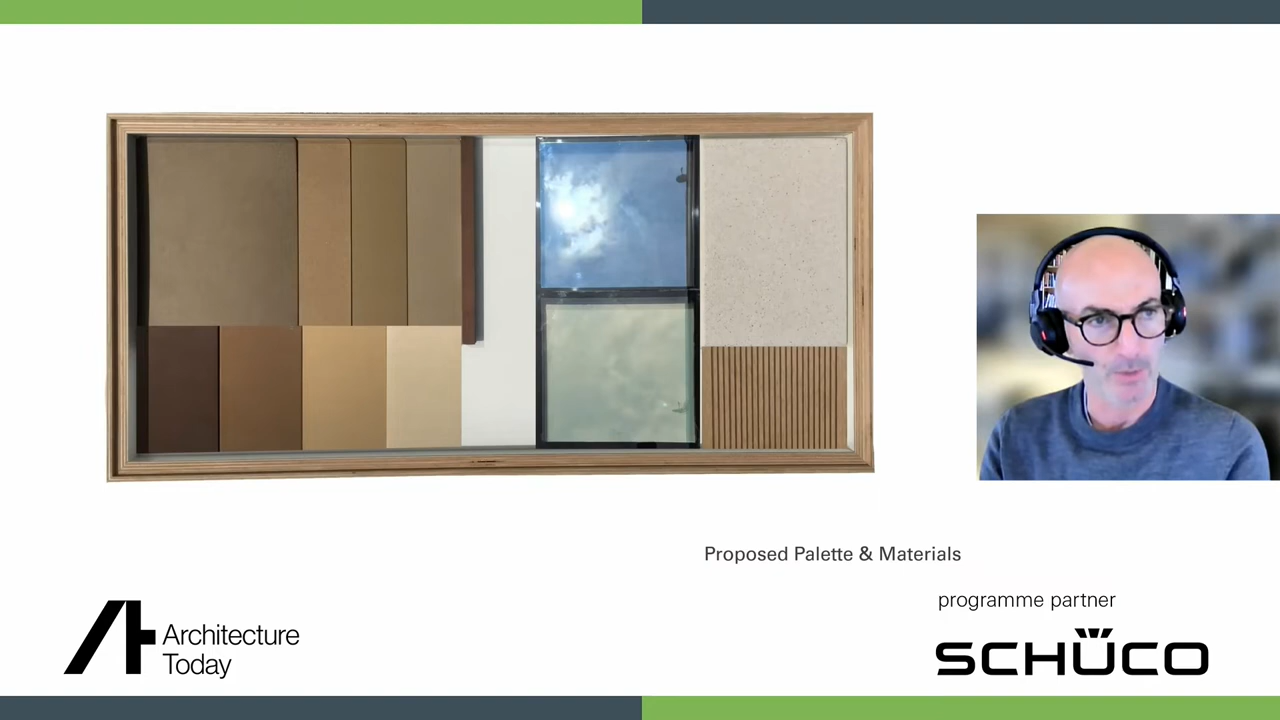 Proposed Palette & Materials
programme partner
SCHÜCO
Architecture
Today